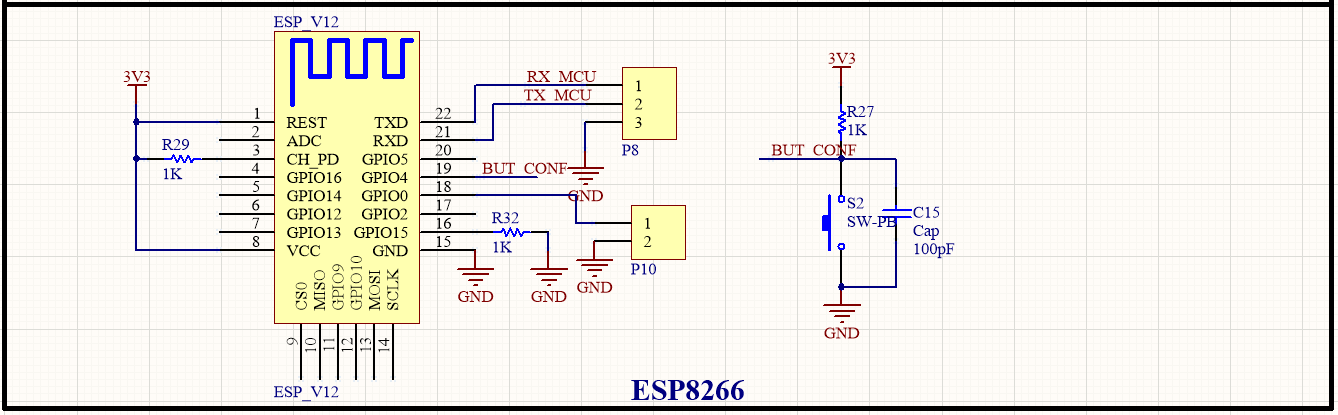 ESP_V12
3V3
1 REST
2 ADC
3 CH_PD
4 GPIO16
5 GPIO14
6 GPIO12
7 GPIO13
8 VCC
R29
1K
TXD 22
RXD 21
GPIO5 20
GPIO4 19
GPIO0 18
GPIO2 17
GPIO15 16
GND 15
CS0 9
MISO 10
GPIO9 11
GPIO10 12
MOSI 13
SCLK 14
ESP_V12
RX_MCU
TX_MCU
1
2
3
P8
GND
BUT_CONF
R32
1K
GND
GND
1
2
P10
GND
3V3
R27
1K
BUT_CONF
S2
SW-PB
C15
Cap
100pF
GND
ESP8266